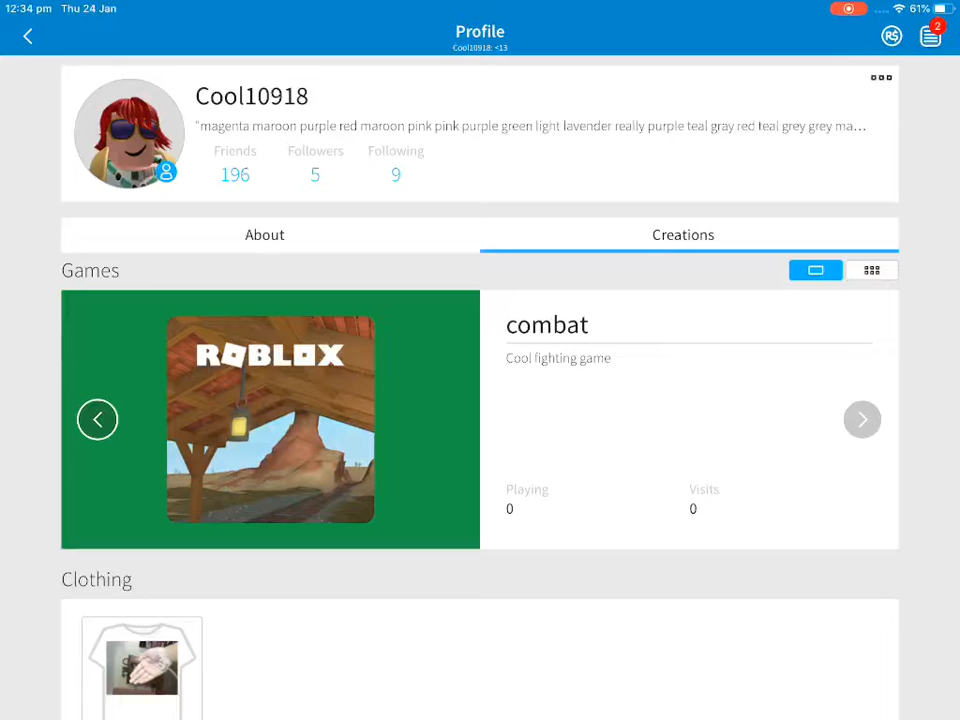 12:34 pm Thu 24 Jan 61%
Profile
Cool10918: <13
R$ 2
Cool10918
"magenta maroon purple red maroon pink pink purple green light lavender really purple teal gray red teal grey grey ma...
Friends Followers Following
196 5 9
About Creations
Games
ROBLOX
combat
Cool fighting game
Playing Visits
0 0
Clothing